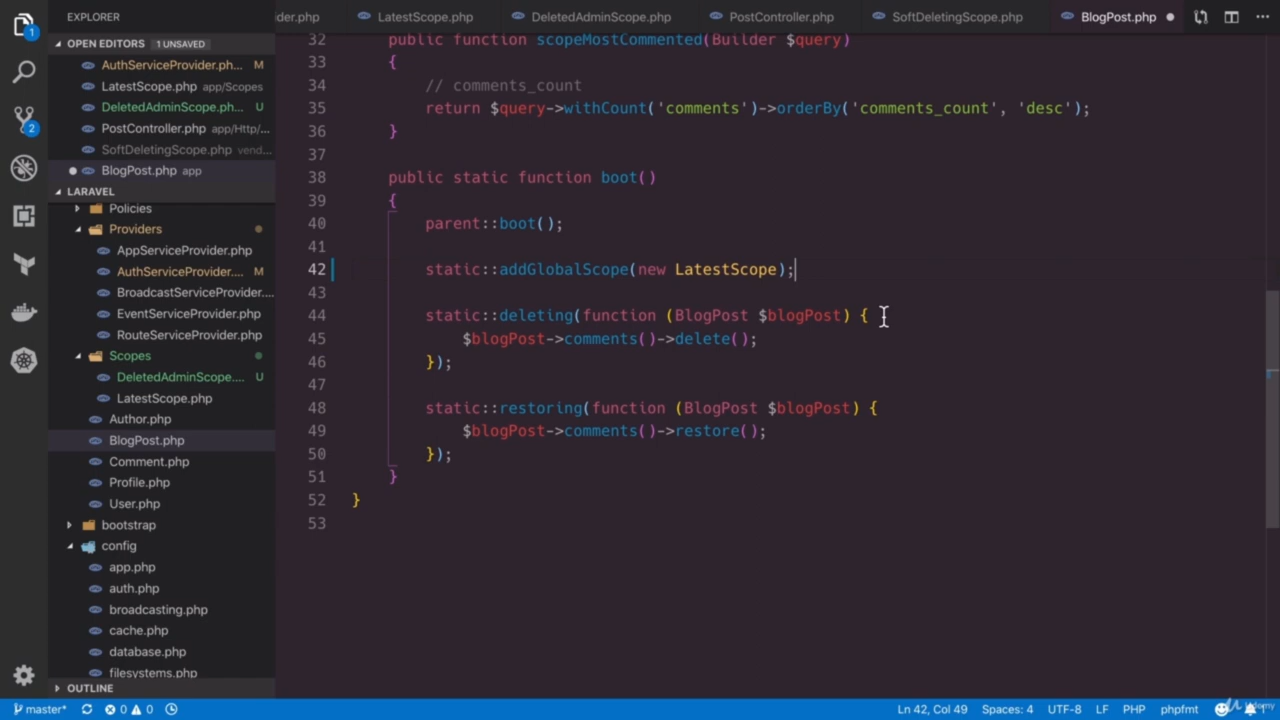 EXPLORER
der.php
LatestScope.php
DeletedAdminScope.php
PostController.php
SoftDeletingScope.php
BlogPost.php
1
OPEN EDITORS 1 UNSAVED
AuthServiceProvider.ph... M
LatestScope.php app/Scopes
DeletedAdminScope.ph... U
PostController.php app/Http/...
SoftDeletingScope.php vend...
BlogPost.php app
2
LARAVEL
Policies
Providers
AppServiceProvider.php
AuthServiceProvider.... M
BroadcastServiceProvider....
EventServiceProvider.php
RouteServiceProvider.php
Scopes
DeletedAdminScope.... U
LatestScope.php
Author.php
BlogPost.php
Comment.php
Profile.php
User.php
bootstrap
config
app.php
auth.php
broadcasting.php
cache.php
database.php
filesystems.php
OUTLINE
32 public function scopeMostCommented(Builder $query)
33 {
34 // comments_count
35 return $query->withCount('comments')->orderBy('comments_count', 'desc');
36 }
37
38 public static function boot()
39 {
40 parent::boot();
41
42 static::addGlobalScope(new LatestScope);
43
44 static::deleting(function (BlogPost $blogPost) {
45 $blogPost->comments()->delete();
46 });
47
48 static::restoring(function (BlogPost $blogPost) {
49 $blogPost->comments()->restore();
50 });
51 }
52 }
53
master* 0 0 Ln 42, Col 49 Spaces: 4 UTF-8 LF PHP phpfmt 1